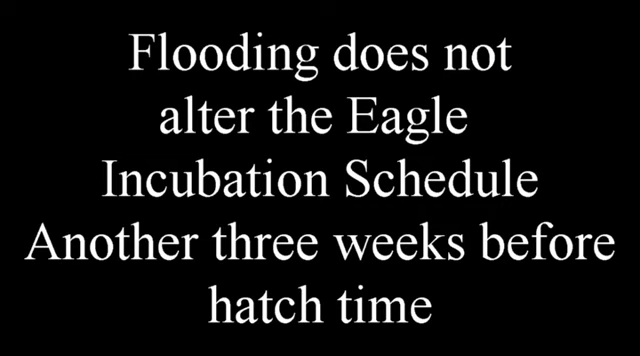 Flooding does not
alter the Eagle
Incubation Schedule
Another three weeks before
hatch time